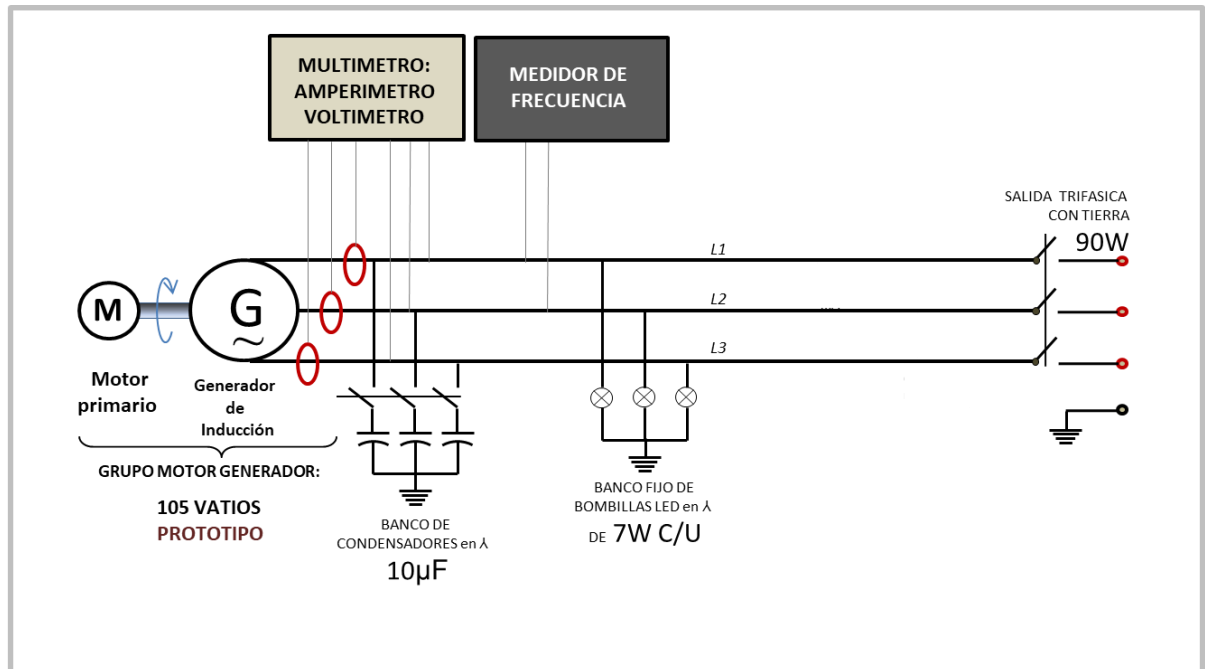 MULTIMETRO:
AMPERIMETRO
VOLTIMETRO
MEDIDOR DE
FRECUENCIA
SALIDA TRIFASICA
CON TIERRA
90W
L1
L2
L3
M
G
~
Motor
primario
Generador
de
Inducción
GRUPO MOTOR GENERADOR:
105 VATIOS
PROTOTIPO
BANCO DE
CONDENSADORES en ⅄
10µF
BANCO FIJO DE
BOMBILLAS LED en ⅄
DE 7W C/U